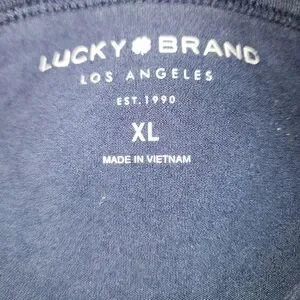 LUCKY BRAND
LOS ANGELES
EST. 1990
XL
MADE IN VIETNAM